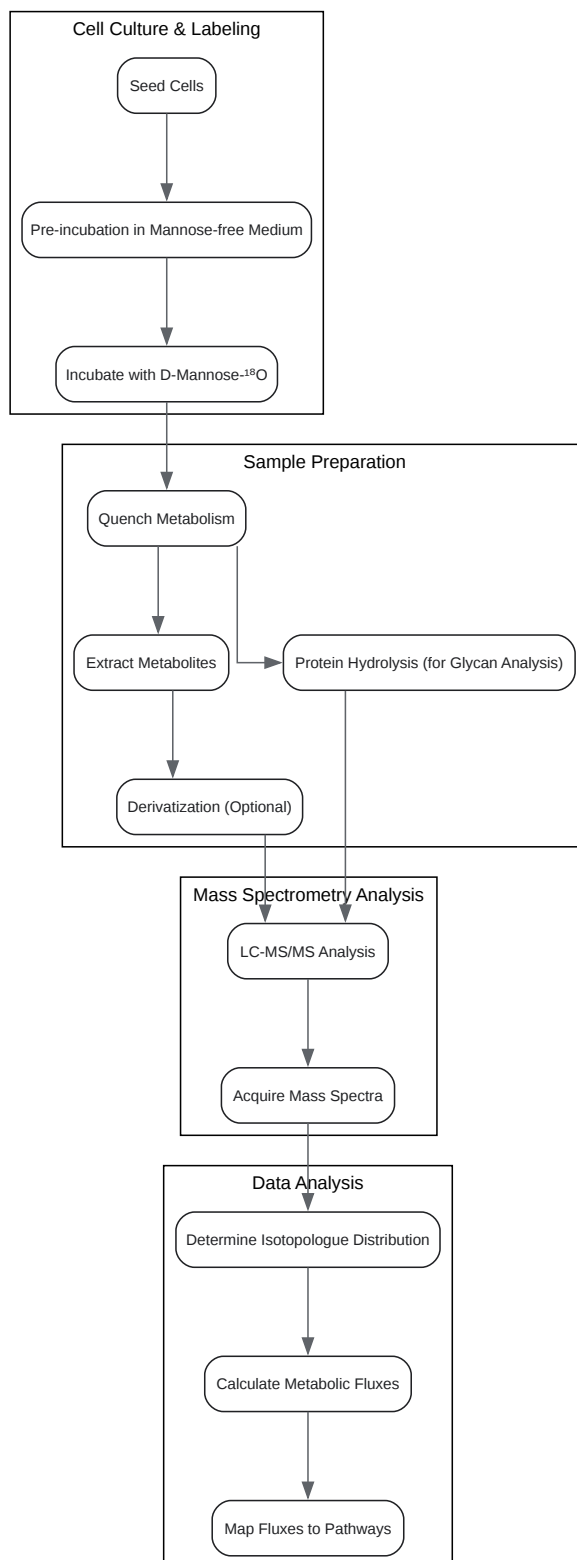 Cell Culture & Labeling
Seed Cells
Pre-incubation in Mannose-free Medium
Incubate with D-Mannose-¹⁸O
Sample Preparation
Quench Metabolism
Extract Metabolites
Protein Hydrolysis (for Glycan Analysis)
Derivatization (Optional)
Mass Spectrometry Analysis
LC-MS/MS Analysis
Acquire Mass Spectra
Data Analysis
Determine Isotopologue Distribution
Calculate Metabolic Fluxes
Map Fluxes to Pathways